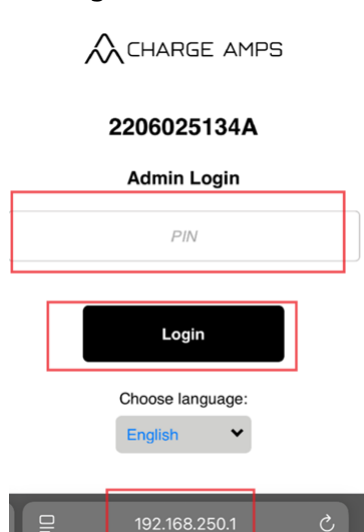 CHARGE AMPS
2206025134A
Admin Login
PIN
Login
Choose language:
English
192.168.250.1